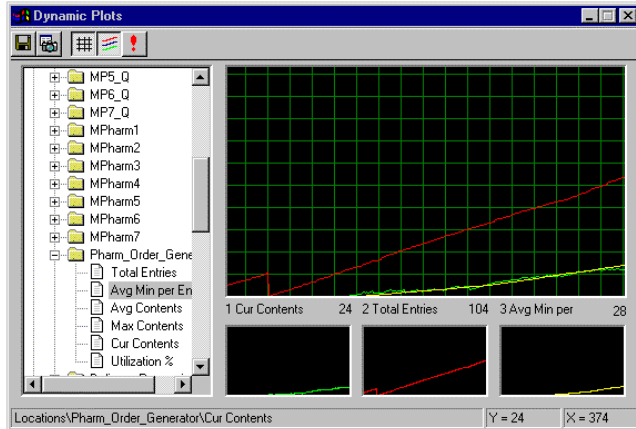 Dynamic Plots
MP5_Q
MP6_Q
MP7_Q
MPharm1
MPharm2
MPharm3
MPharm4
MPharm5
MPharm6
MPharm7
Pharm_Order_Gene
Total Entries
Avg Min per En
Avg Contents
Max Contents
Cur Contents
Utilization %
1 Cur Contents 24 2 Total Entries 104 3 Avg Min per 28
Locations\Pharm_Order_Generator\Cur Contents Y = 24 X = 374